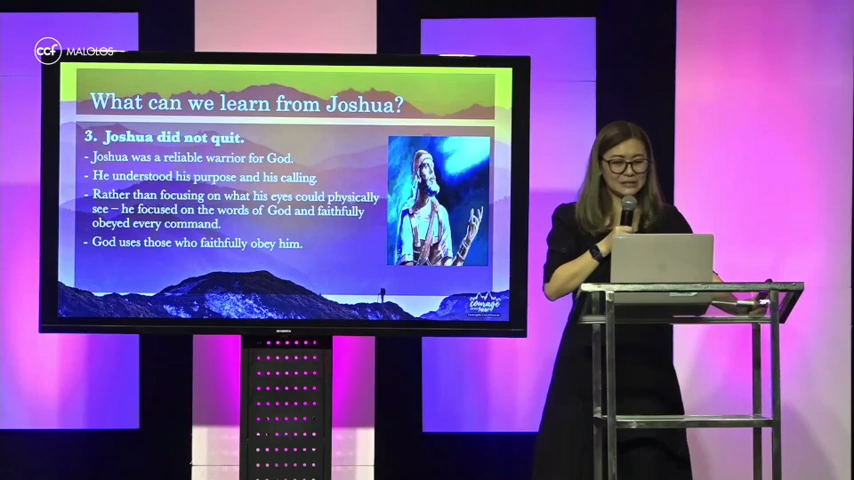 ccf MALOLOS
What can we learn from Joshua?
3. Joshua did not quit.
- Joshua was a reliable warrior for God.
- He understood his purpose and his calling.
- Rather than focusing on what his eyes could physically
see – he focused on the words of God and faithfully
obeyed every command.
- God uses those who faithfully obey him.
courage